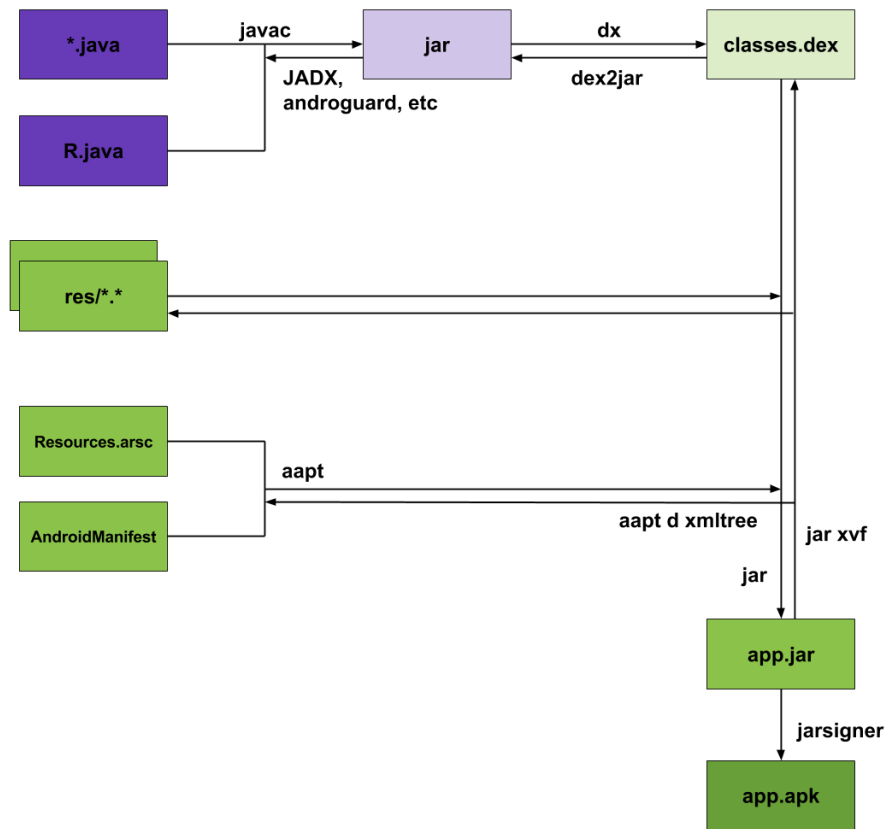 *.java
javac
jar
dx
classes.dex
JADX,
androguard, etc
dex2jar
R.java
res/*.*
Resources.arsc
aapt
AndroidManifest
aapt d xmltree
jar xvf
jar
app.jar
jarsigner
app.apk